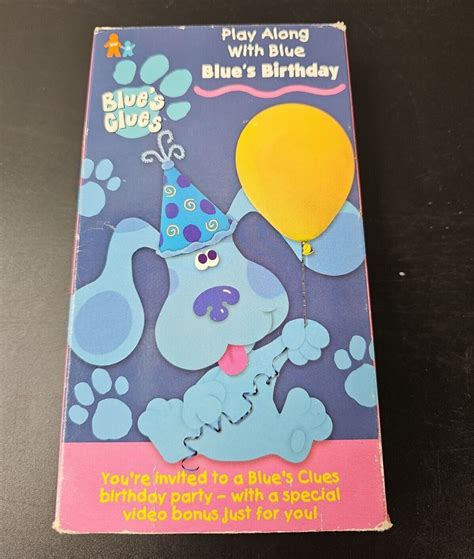 Play Along
With Blue
Blue's Birthday
Blue's
Clues
You're invited to a Blue's Clues
birthday party – with a special
video bonus just for you!